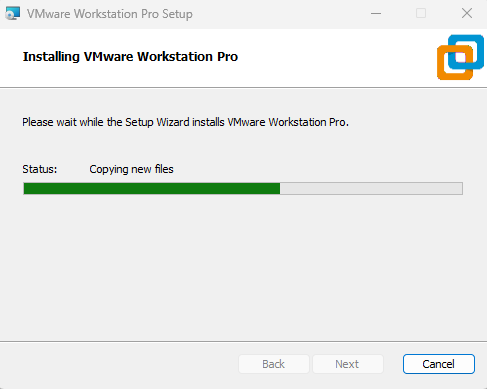 VMware Workstation Pro Setup
Installing VMware Workstation Pro
Please wait while the Setup Wizard installs VMware Workstation Pro.
Status: Copying new files
Back Next Cancel